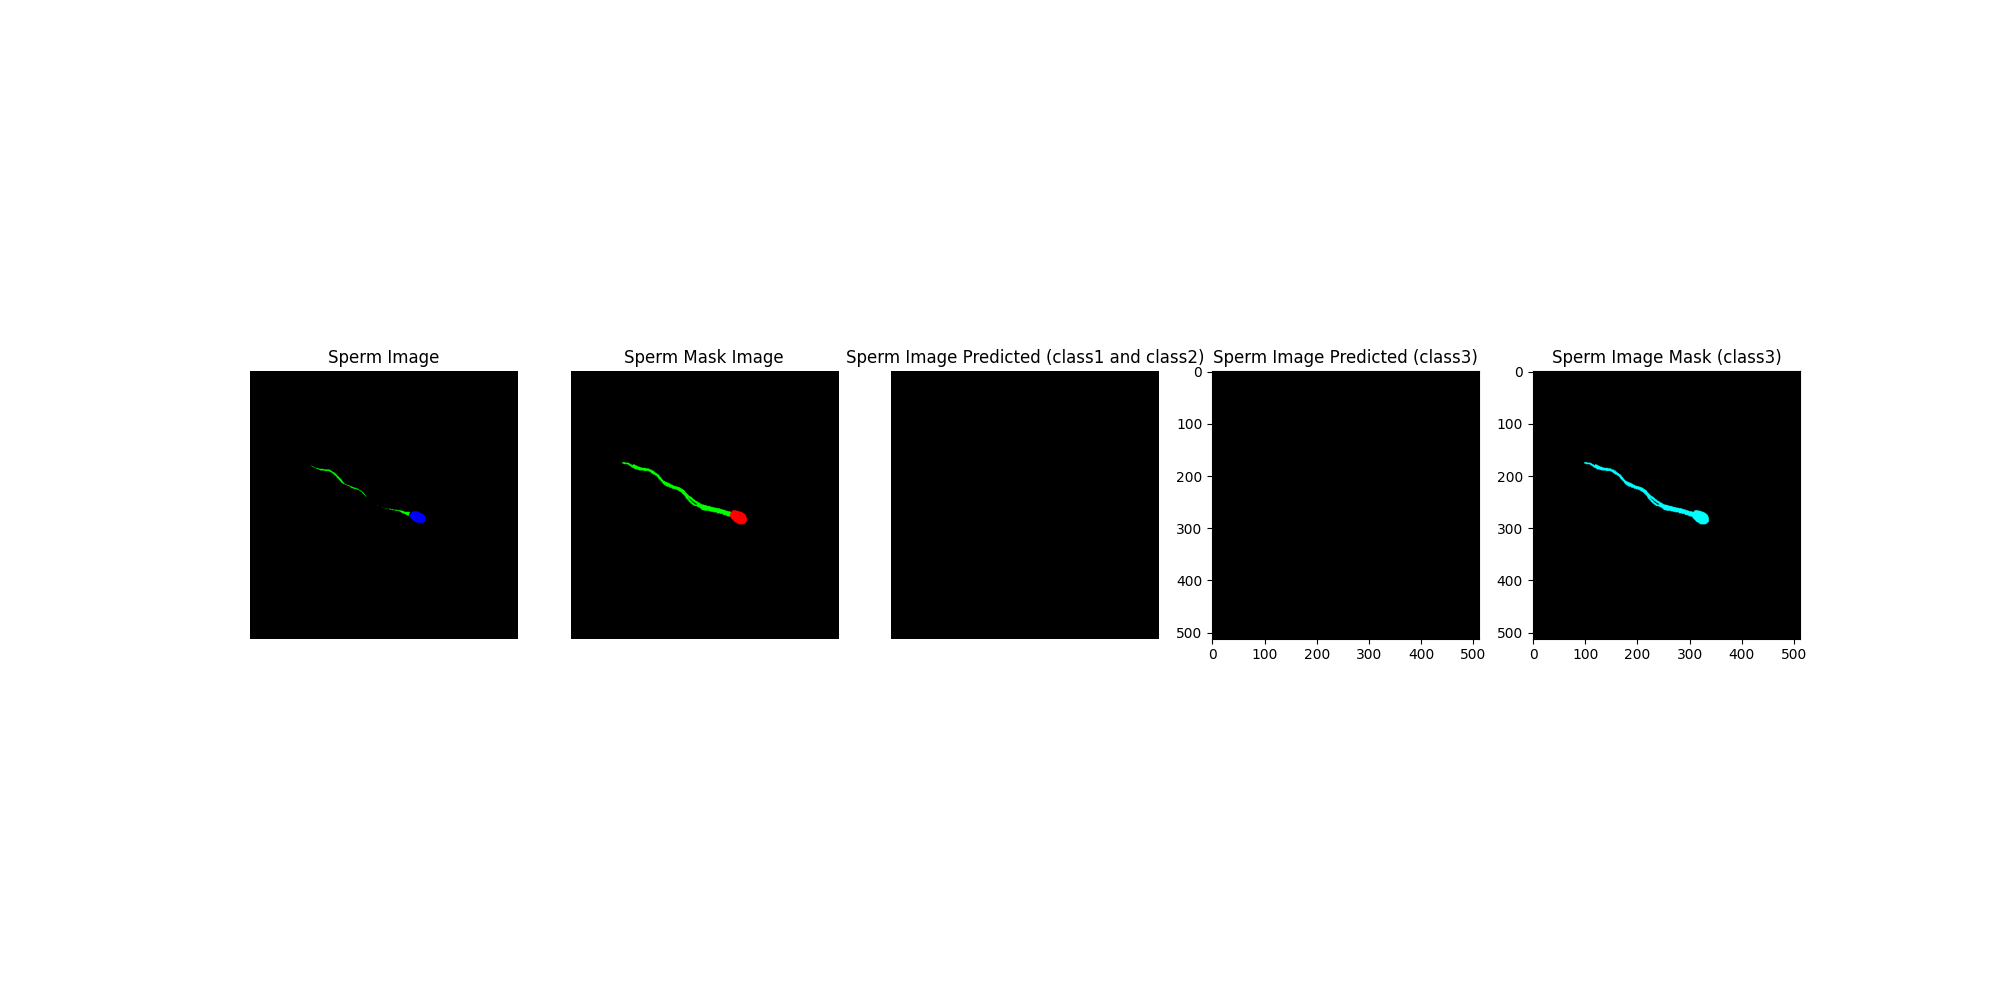 Sperm Image
Sperm Mask Image
Sperm Image Predicted (class1 and class2)
Sperm Image Predicted (class3)
Sperm Image Mask (class3)
0
100
200
300
400
500
0 100 200 300 400 500
0
100
200
300
400
500
0 100 200 300 400 500